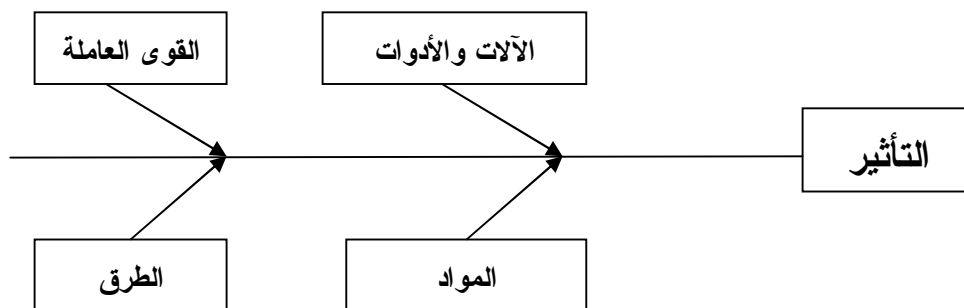 القوى العاملة
الآلات والأدوات
التأثير
الطرق
المواد